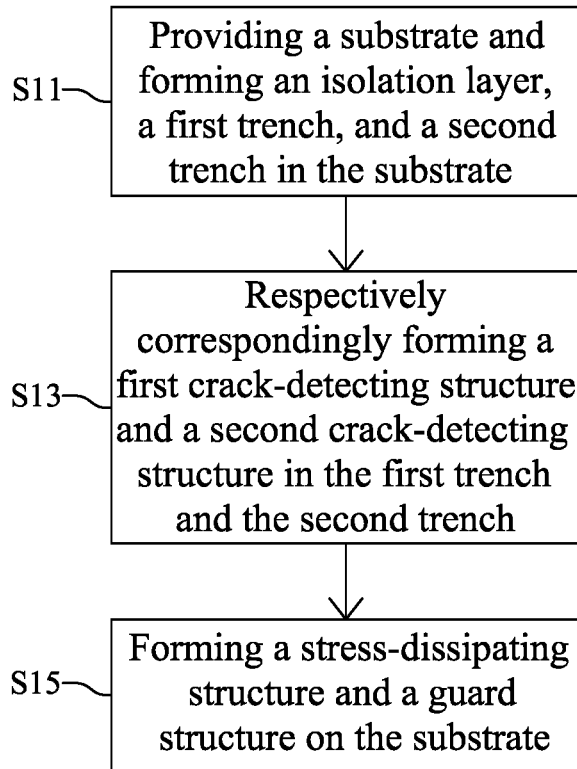 S11
Providing a substrate and
forming an isolation layer,
a first trench, and a second
trench in the substrate
S13
Respectively
correspondingly forming a
first crack-detecting structure
and a second crack-detecting
structure in the first trench
and the second trench
S15
Forming a stress-dissipating
structure and a guard
structure on the substrate